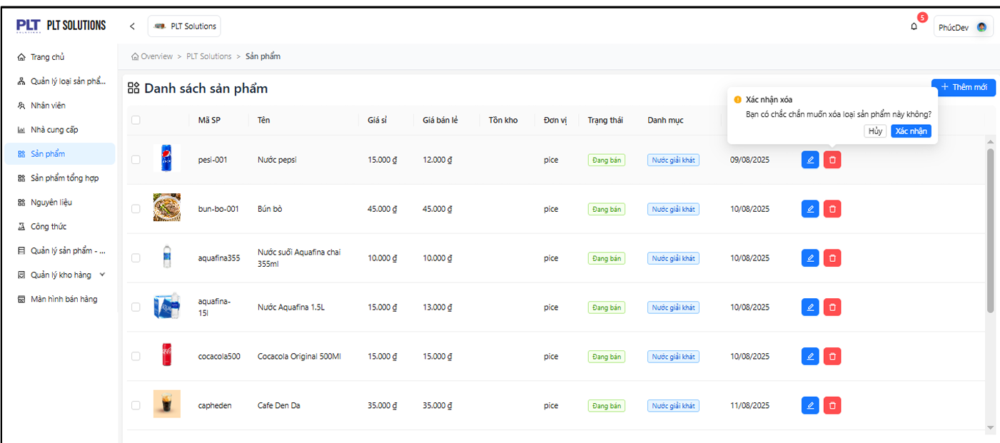 PLT
SOLUTIONS
PLT SOLUTIONS
PLT Solutions
5
PhúcDev
Trang chủ
Quản lý loại sản phẩ...
Nhân viên
Nhà cung cấp
Sản phẩm
Sản phẩm tổng hợp
Nguyên liệu
Công thức
Quản lý sản phẩm - ...
Quản lý kho hàng
Màn hình bán hàng
Overview > PLT Solutions > Sản phẩm
Danh sách sản phẩm
+ Thêm mới
Xác nhận xóa
Bạn có chắc chắn muốn xóa loại sản phẩm này không?
Hủy Xác nhận
Mã SP Tên Giá sỉ Giá bán lẻ Tồn kho Đơn vị Trạng thái Danh mục
pesi-001 Nước pepsi 15.000 ₫ 12.000 ₫ pice Đang bán Nước giải khát 09/08/2025
bun-bo-001 Bún bò 45.000 ₫ 45.000 ₫ pice Đang bán Nước giải khát 10/08/2025
aquafina355 Nước suối Aquafina chai 10.000 ₫ 10.000 ₫ pice Đang bán Nước giải khát 10/08/2025
355ml
aquafina- Nước Aquafina 1.5L 15.000 ₫ 13.000 ₫ pice Đang bán Nước giải khát 10/08/2025
15l
cocacola500 Cocacola Original 500Ml 15.000 ₫ 15.000 ₫ pice Đang bán Nước giải khát 10/08/2025
capheden Cafe Den Da 35.000 ₫ 35.000 ₫ pice Đang bán Nước giải khát 11/08/2025